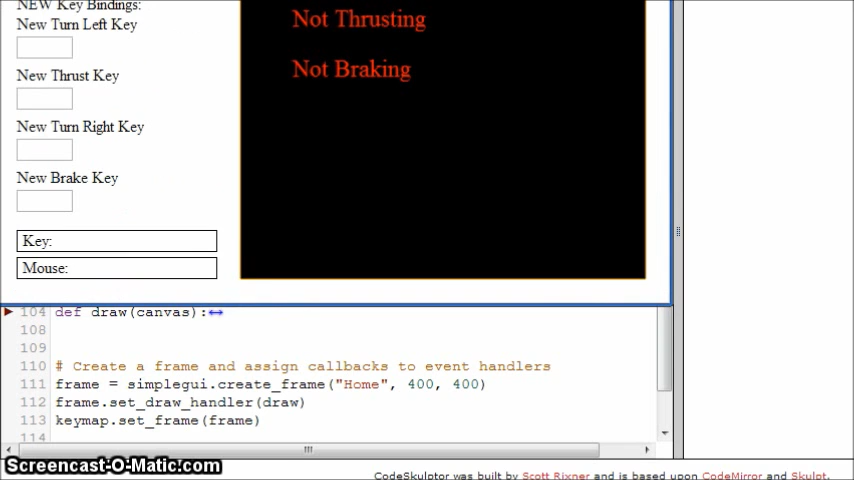 NEW Key Bindings:
New Turn Left Key
New Thrust Key
New Turn Right Key
New Brake Key
Key:
Mouse:
Not Thrusting
Not Braking
104 def draw(canvas):↔
108
109
110 # Create a frame and assign callbacks to event handlers
111 frame = simplegui.create_frame("Home", 400, 400)
112 frame.set_draw_handler(draw)
113 keymap.set_frame(frame)
114
Screencast-O-Matic.com
CodeSkulptor was built by Scott Rixner and is based upon CodeMirror and Skulpt.